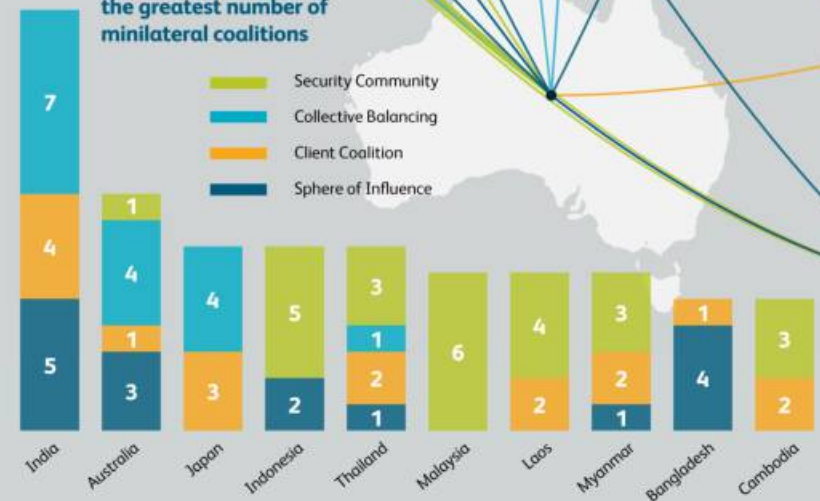 the greatest number of
minilateral coalitions
Security Community
Collective Balancing
Client Coalition
Sphere of Influence
7
4
5
1
4
1
3
4
3
5
2
3
1
2
1
6
4
2
3
2
1
1
4
3
2
India
Australia
Japan
Indonesia
Thailand
Malaysia
Laos
Myanmar
Bangladesh
Cambodia